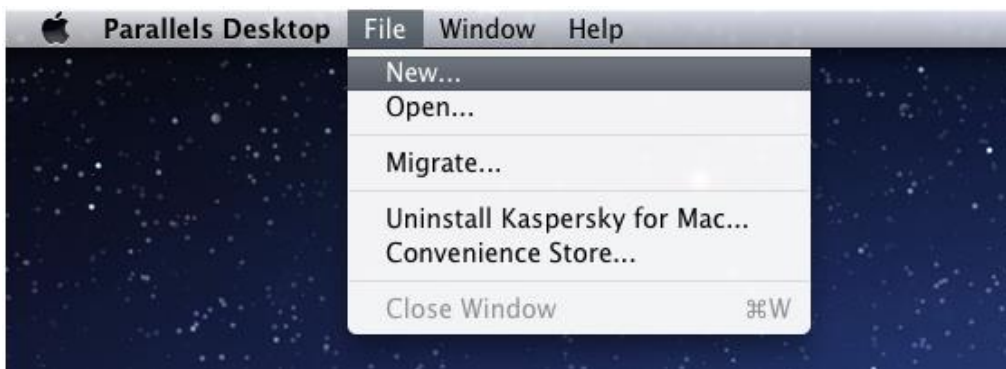 Parallels Desktop File Window Help
New...
Open...
Migrate...
Uninstall Kaspersky for Mac...
Convenience Store...
Close Window ⌘W